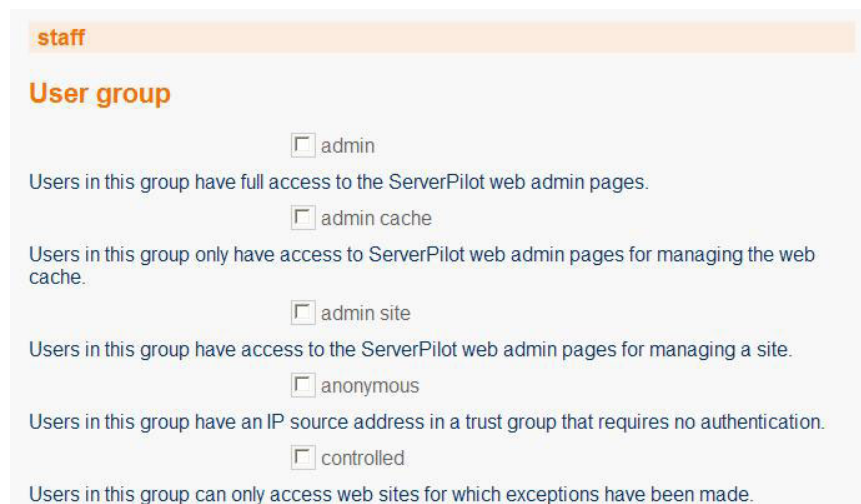 staff
User group
admin
Users in this group have full access to the ServerPilot web admin pages.
admin cache
Users in this group only have access to ServerPilot web admin pages for managing the web
cache.
admin site
Users in this group have access to the ServerPilot web admin pages for managing a site.
anonymous
Users in this group have an IP source address in a trust group that requires no authentication.
controlled
Users in this group can only access web sites for which exceptions have been made.